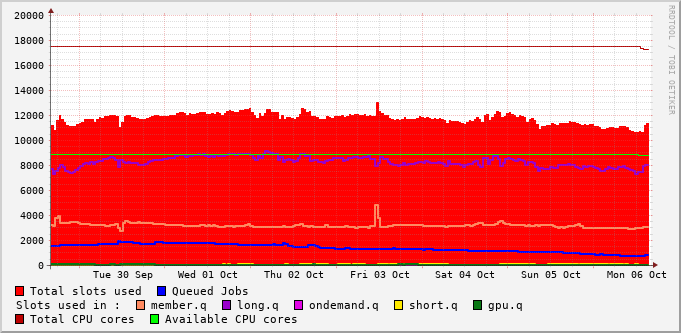 RRDTOOL / TOBI OETIKER
20000
18000
16000
14000
12000
10000
8000
6000
4000
2000
0
Tue 30 Sep Wed 01 Oct Thu 02 Oct Fri 03 Oct Sat 04 Oct Sun 05 Oct Mon 06 Oct
Total slots used Queued Jobs
Slots used in : member.q long.q ondemand.q short.q gpu.q
Total CPU cores Available CPU cores